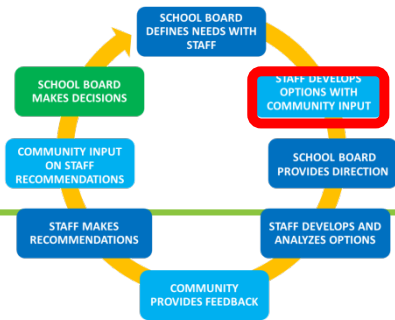 SCHOOL BOARD
DEFINES NEEDS WITH
STAFF
STAFF DEVELOPS
OPTIONS WITH
COMMUNITY INPUT
SCHOOL BOARD
PROVIDES DIRECTION
STAFF DEVELOPS AND
ANALYZES OPTIONS
COMMUNITY
PROVIDES FEEDBACK
STAFF MAKES
RECOMMENDATIONS
COMMUNITY INPUT
ON STAFF
RECOMMENDATIONS
SCHOOL BOARD
MAKES DECISIONS